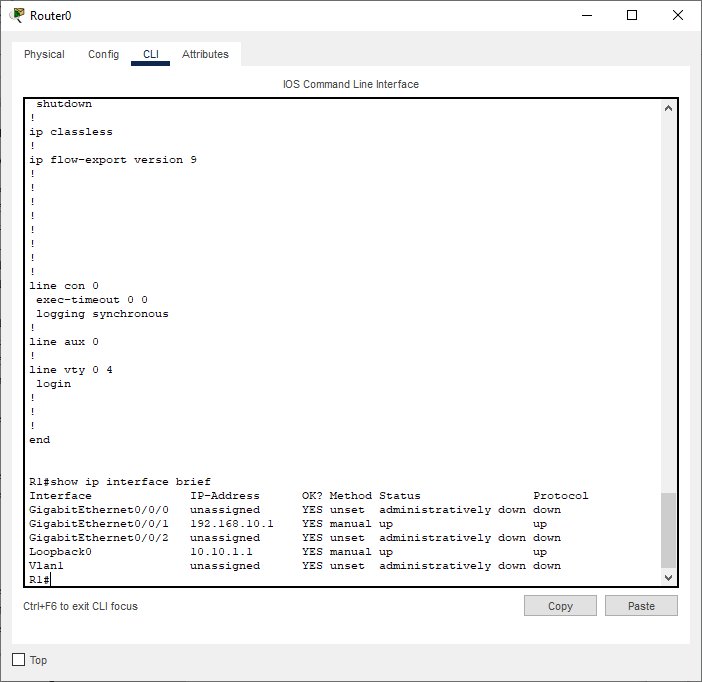 Router0
Physical Config CLI Attributes
IOS Command Line Interface
shutdown
!
ip classless
!
ip flow-export version 9
!
!
!
!
!
!
!
!
line con 0
exec-timeout 0 0
logging synchronous
!
line aux 0
!
line vty 0 4
login
!
!
!
end
R1#show ip interface brief
Interface IP-Address OK? Method Status Protocol
GigabitEthernet0/0/0 unassigned YES unset administratively down down
GigabitEthernet0/0/1 192.168.10.1 YES manual up up
GigabitEthernet0/0/2 unassigned YES unset administratively down down
Loopback0 10.10.1.1 YES manual up up
Vlan1 unassigned YES unset administratively down down
R1#
Ctrl+F6 to exit CLI focus Copy Paste
Top